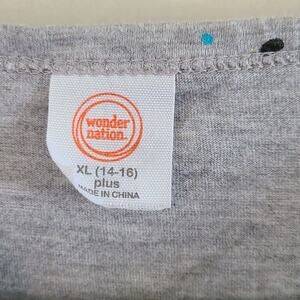 wonder
nation.
XL (14-16)
plus
MADE IN CHINA